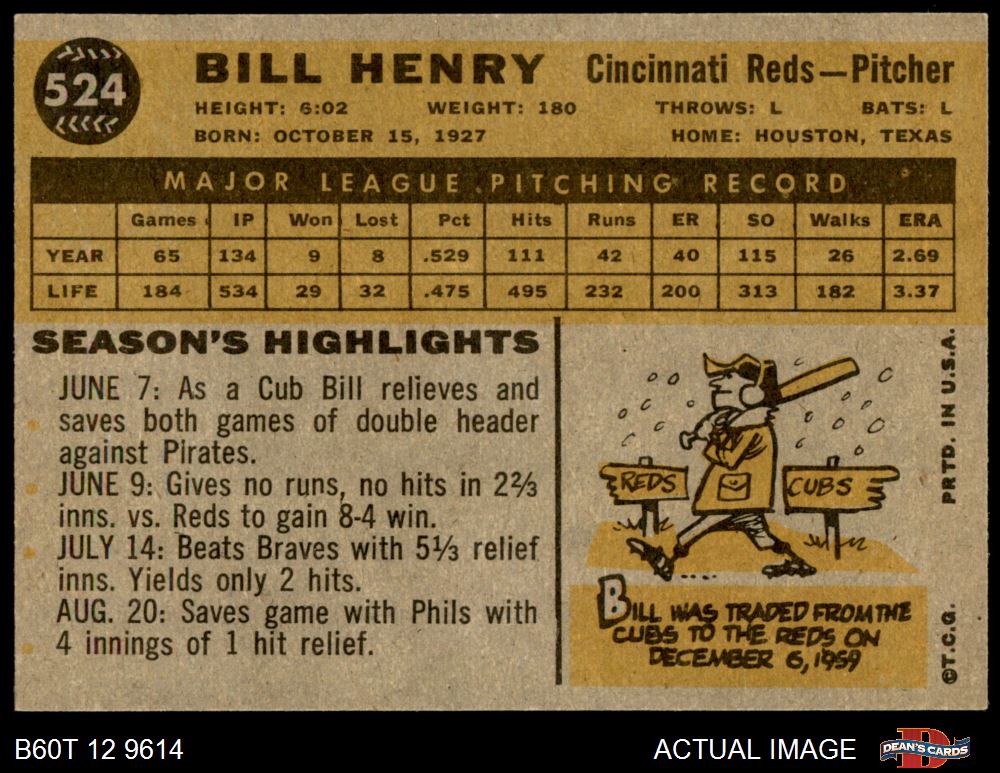 524
BILL HENRY Cincinnati Reds—Pitcher
HEIGHT: 6:02 WEIGHT: 180 THROWS: L BATS: L
BORN: OCTOBER 15, 1927 HOME: HOUSTON, TEXAS
MAJOR LEAGUE PITCHING RECORD
Games IP Won Lost Pct Hits Runs ER SO Walks ERA
YEAR 65 134 9 8 .529 111 42 40 115 26 2.69
LIFE 184 534 29 32 .475 495 232 200 313 182 3.37
SEASON'S HIGHLIGHTS
JUNE 7: As a Cub Bill relieves and
saves both games of double header
against Pirates.
JUNE 9: Gives no runs, no hits in 2⅔
inns. vs. Reds to gain 8-4 win.
JULY 14: Beats Braves with 5⅓ relief
inns. Yields only 2 hits.
AUG. 20: Saves game with Phils with
4 innings of 1 hit relief.
REDS
CUBS
BILL WAS TRADED FROM THE
CUBS TO THE REDS ON
DECEMBER 6, 1959
©T.C.G. PRTD. IN U.S.A.
B60T 12 9614 ACTUAL IMAGE
DEAN'S CARDS